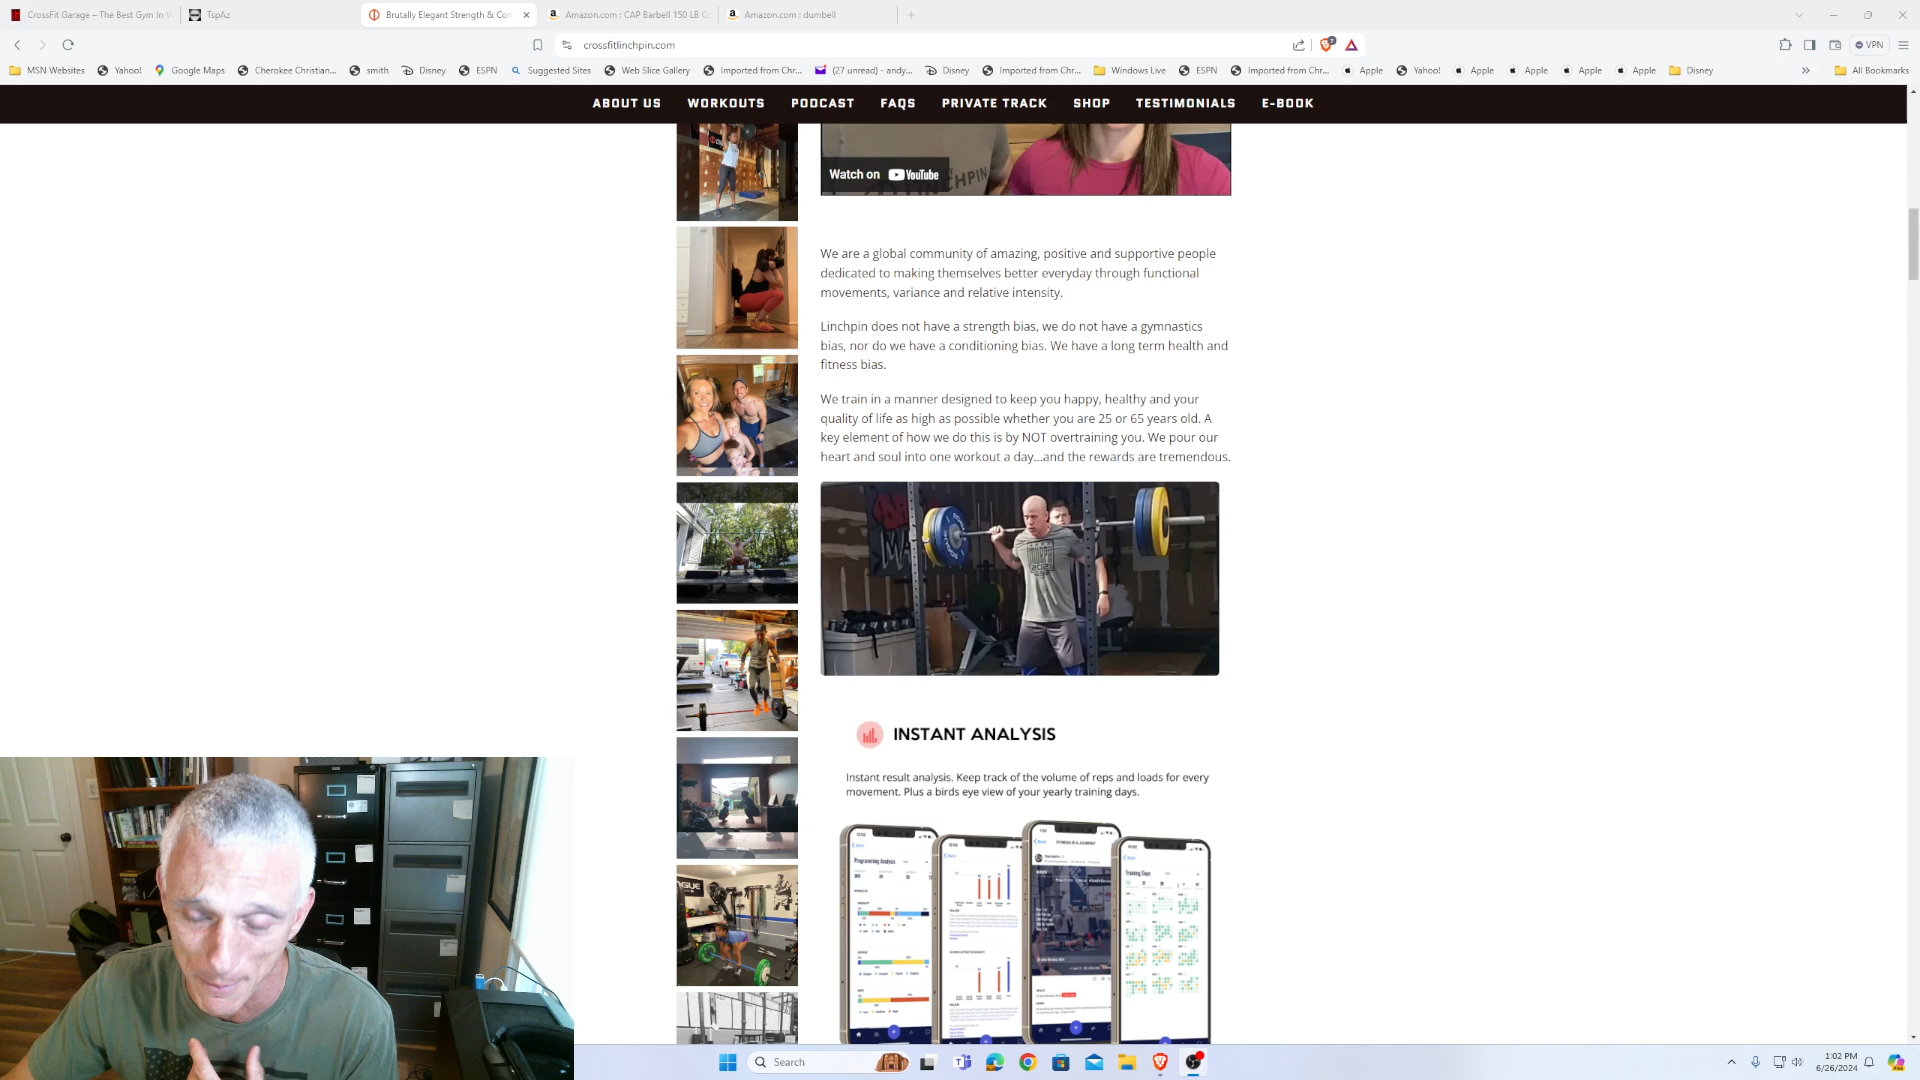 CrossFit Garage – The Best Gym In
TspAz
Brutally Elegant Strength & Con
Amazon.com : CAP Barbell 150 LB C
Amazon.com : dumbell
crossfitlinchpin.com
VPN
MSN Websites
Yahoo!
Google Maps
Cherokee Christian...
smith
Disney
ESPN
Suggested Sites
Web Slice Gallery
Imported from Chr...
(27 unread) - andy...
Disney
Imported from Chr...
Windows Live
ESPN
Imported from Chr...
Apple
Yahoo!
Apple
Apple
Apple
Apple
Disney
All Bookmarks
ABOUT US
WORKOUTS
PODCAST
FAQS
PRIVATE TRACK
SHOP
TESTIMONIALS
E-BOOK
Watch on YouTube
We are a global community of amazing, positive and supportive people
dedicated to making themselves better everyday through functional
movements, variance and relative intensity.
Linchpin does not have a strength bias, we do not have a gymnastics
bias, nor do we have a conditioning bias. We have a long term health and
fitness bias.
We train in a manner designed to keep you happy, healthy and your
quality of life as high as possible whether you are 25 or 65 years old. A
key element of how we do this is by NOT overtraining you. We pour our
heart and soul into one workout a day...and the rewards are tremendous.
INSTANT ANALYSIS
Instant result analysis. Keep track of the volume of reps and loads for every
movement. Plus a birds eye view of your yearly training days.
Programming Analysis
FITNESS IS A JOURNEY
Training Days
Search
1:02 PM
6/26/2024